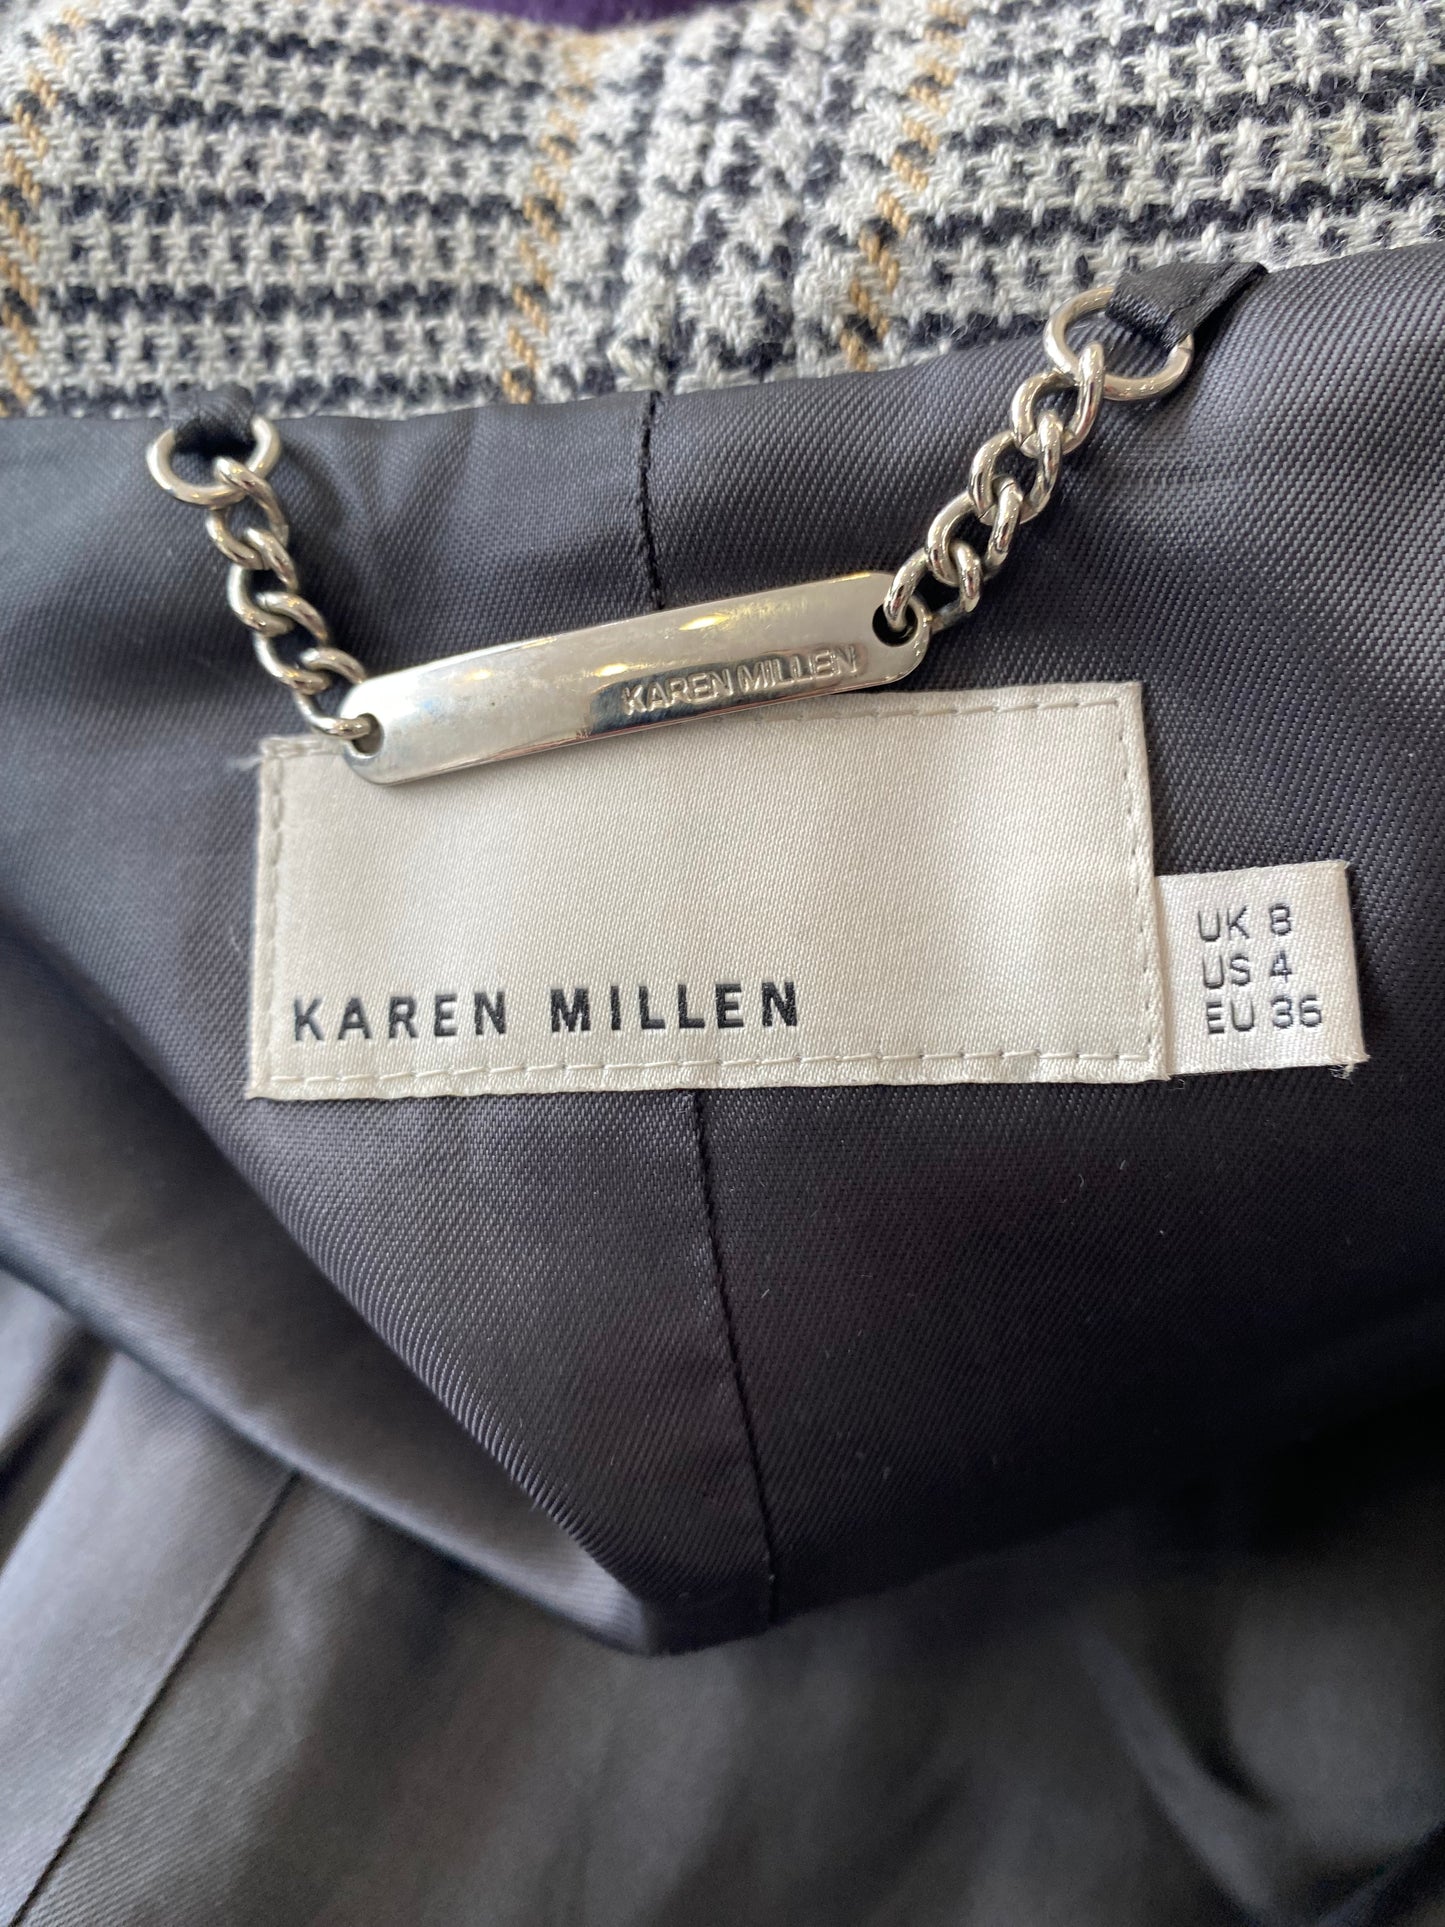 KAREN MILLEN
KAREN MILLEN
UK 8
US 4
EU 36